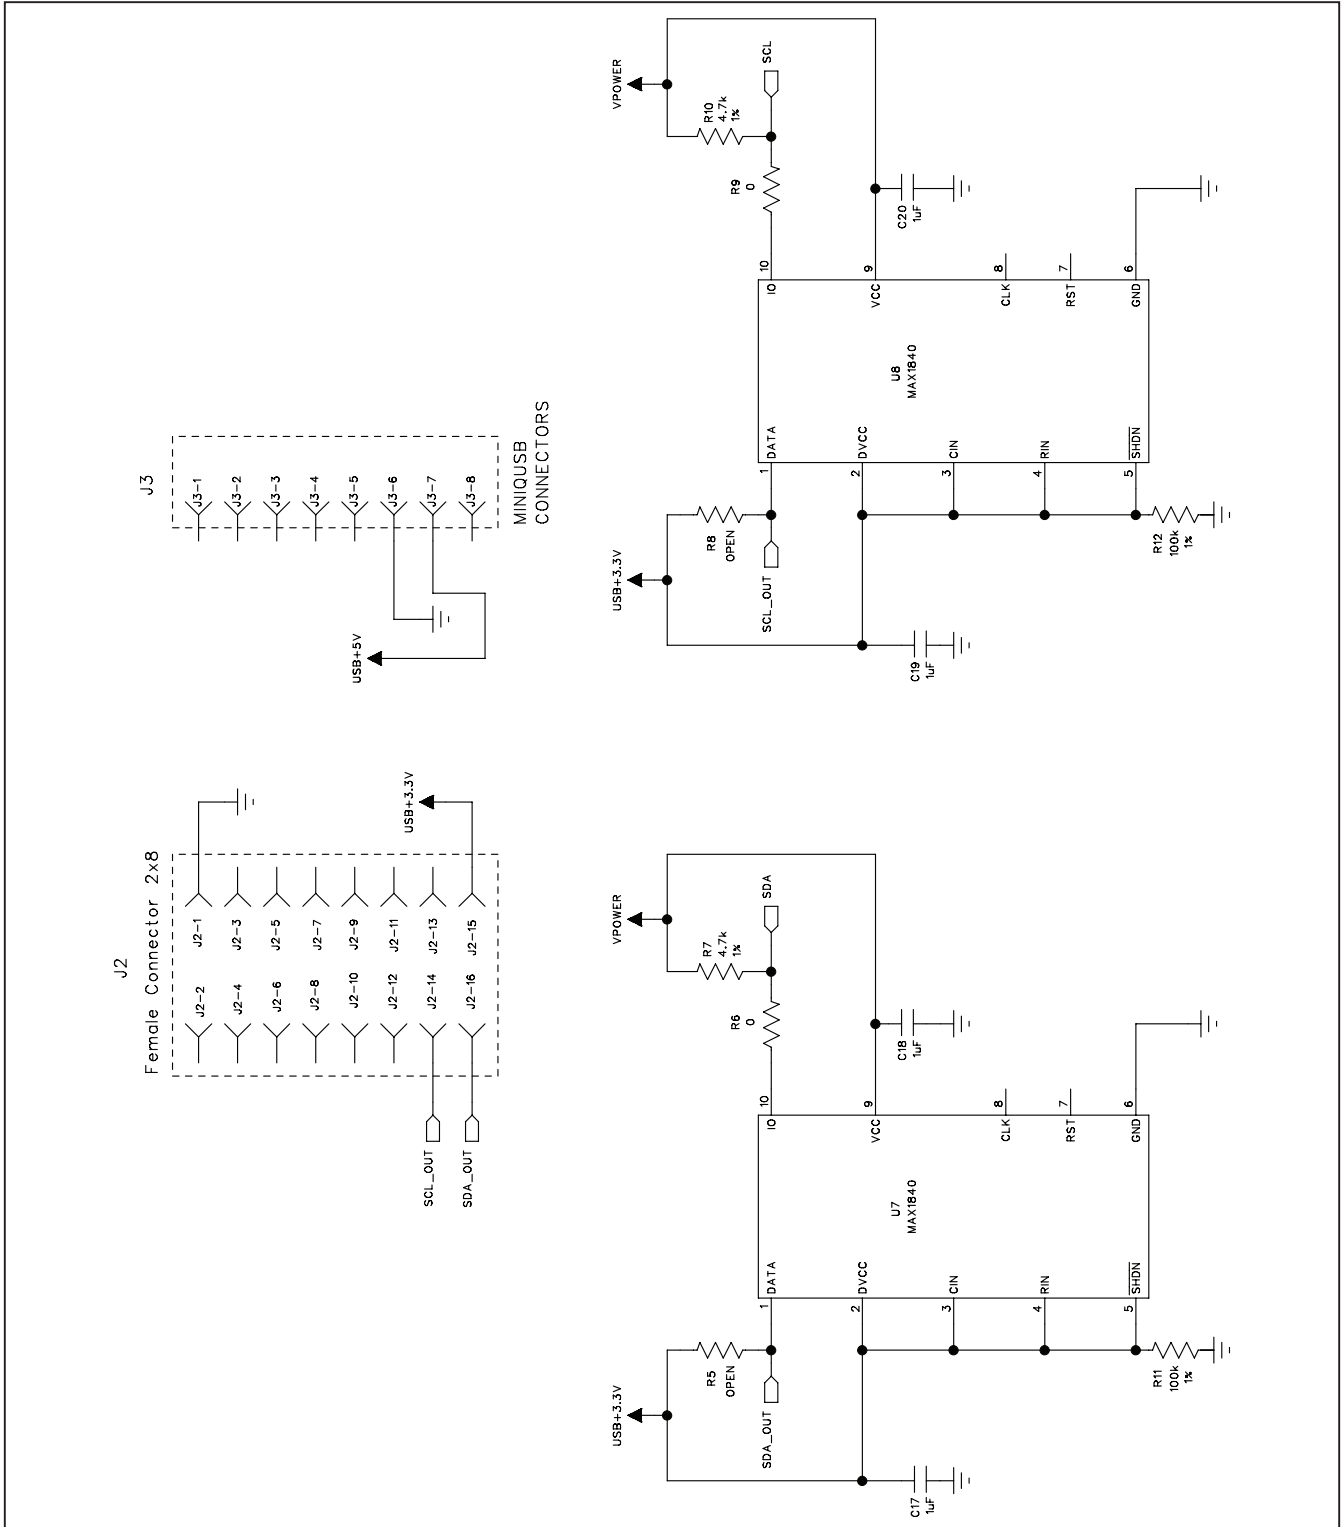 J2
Female Connector 2x8
J2-1
J2-2
J2-3
J2-4
J2-5
J2-6
J2-7
J2-8
J2-9
J2-10
J2-11
J2-12
J2-13
J2-14
J2-15
J2-16
USB+3.3V
SCL_OUT
SDA_OUT
J3
J3-1
J3-2
J3-3
J3-4
J3-5
J3-6
J3-7
J3-8
MINIQUSB
CONNECTORS
USB+5V
USB+3.3V
R5
OPEN
SDA_OUT
C17
1uF
1
DATA
2
DVCC
3
CIN
4
RIN
5
SHDN
R11
100k
1%
U7
MAX1840
10
IO
9
VCC
8
CLK
7
RST
6
GND
R6
0
R7
4.7k
1%
VPOWER
SDA
C18
1uF
USB+3.3V
R8
OPEN
SCL_OUT
C19
1uF
1
DATA
2
DVCC
3
CIN
4
RIN
5
SHDN
R12
100k
1%
U8
MAX1840
10
IO
9
VCC
8
CLK
7
RST
6
GND
R9
0
R10
4.7k
1%
VPOWER
SCL
C20
1uF